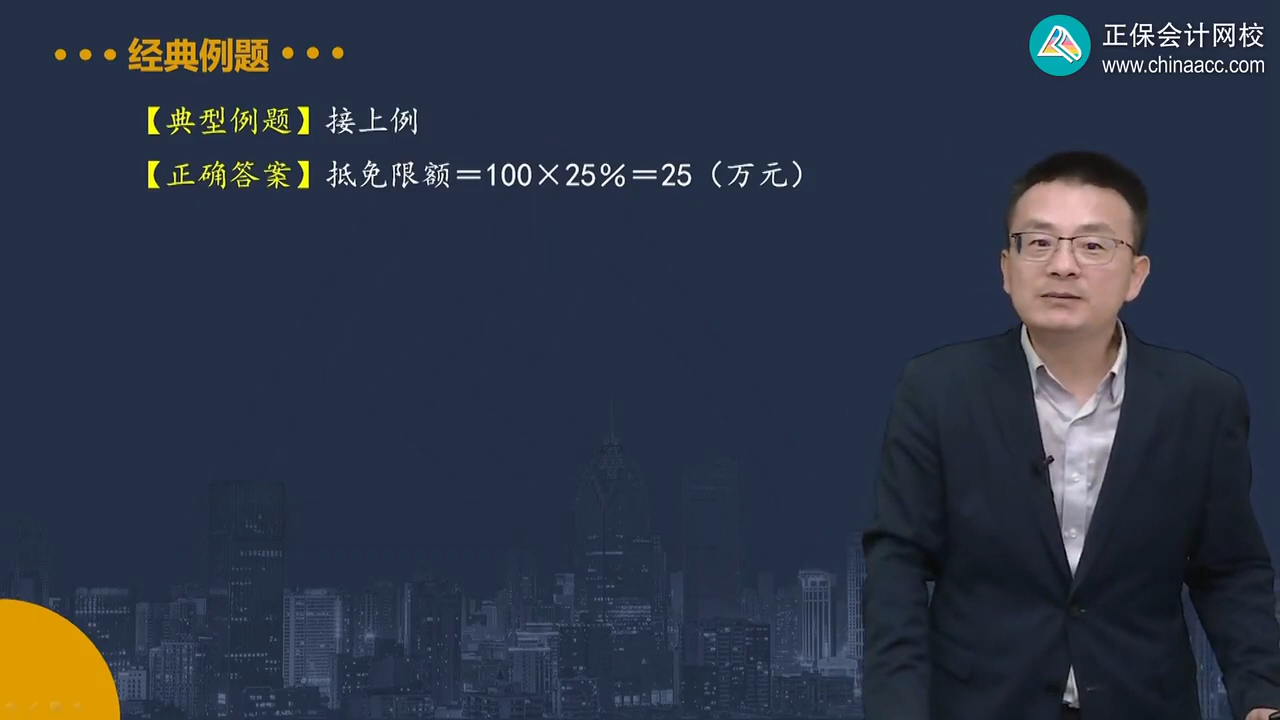 经典例题
正保会计网校
www.chinaacc.com
【典型例题】接上例
【正确答案】抵免限额＝100×25%＝25（万元）